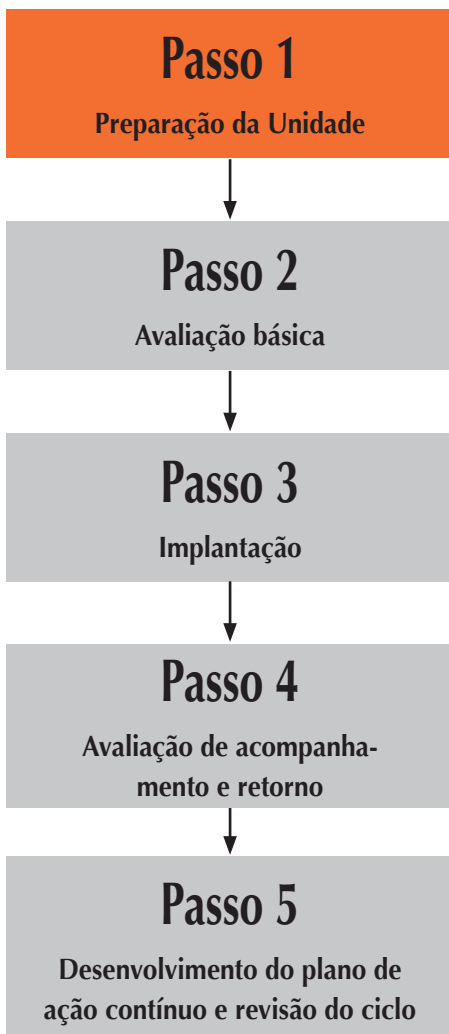 Passo 1
Preparação da Unidade
Passo 2
Avaliação básica
Passo 3
Implantação
Passo 4
Avaliação de acompanha-
mento e retorno
Passo 5
Desenvolvimento do plano de
ação contínuo e revisão do ciclo